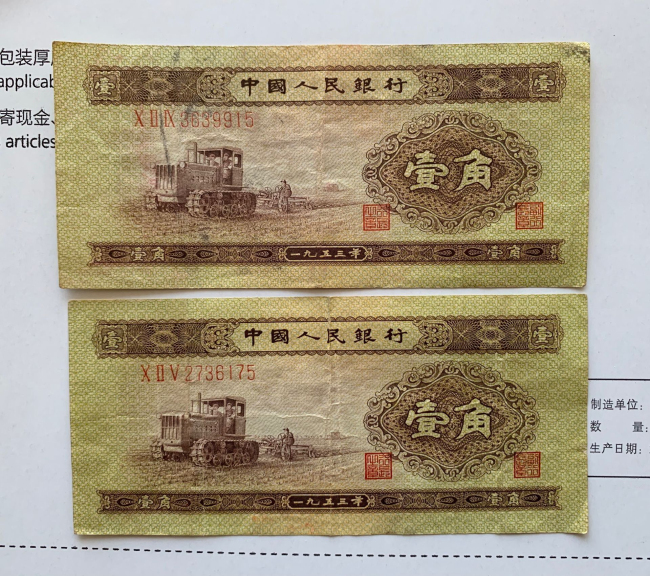 包装厚
applicab
寄现金、
articles
壹 中國人民銀行 壹
X II IX 3639915
壹角
壹角 一九五三年 壹角
壹 中國人民銀行 壹
X II V 2736175
壹角
壹角 一九五三年 壹角
制造单位:
数 量:
生产日期: